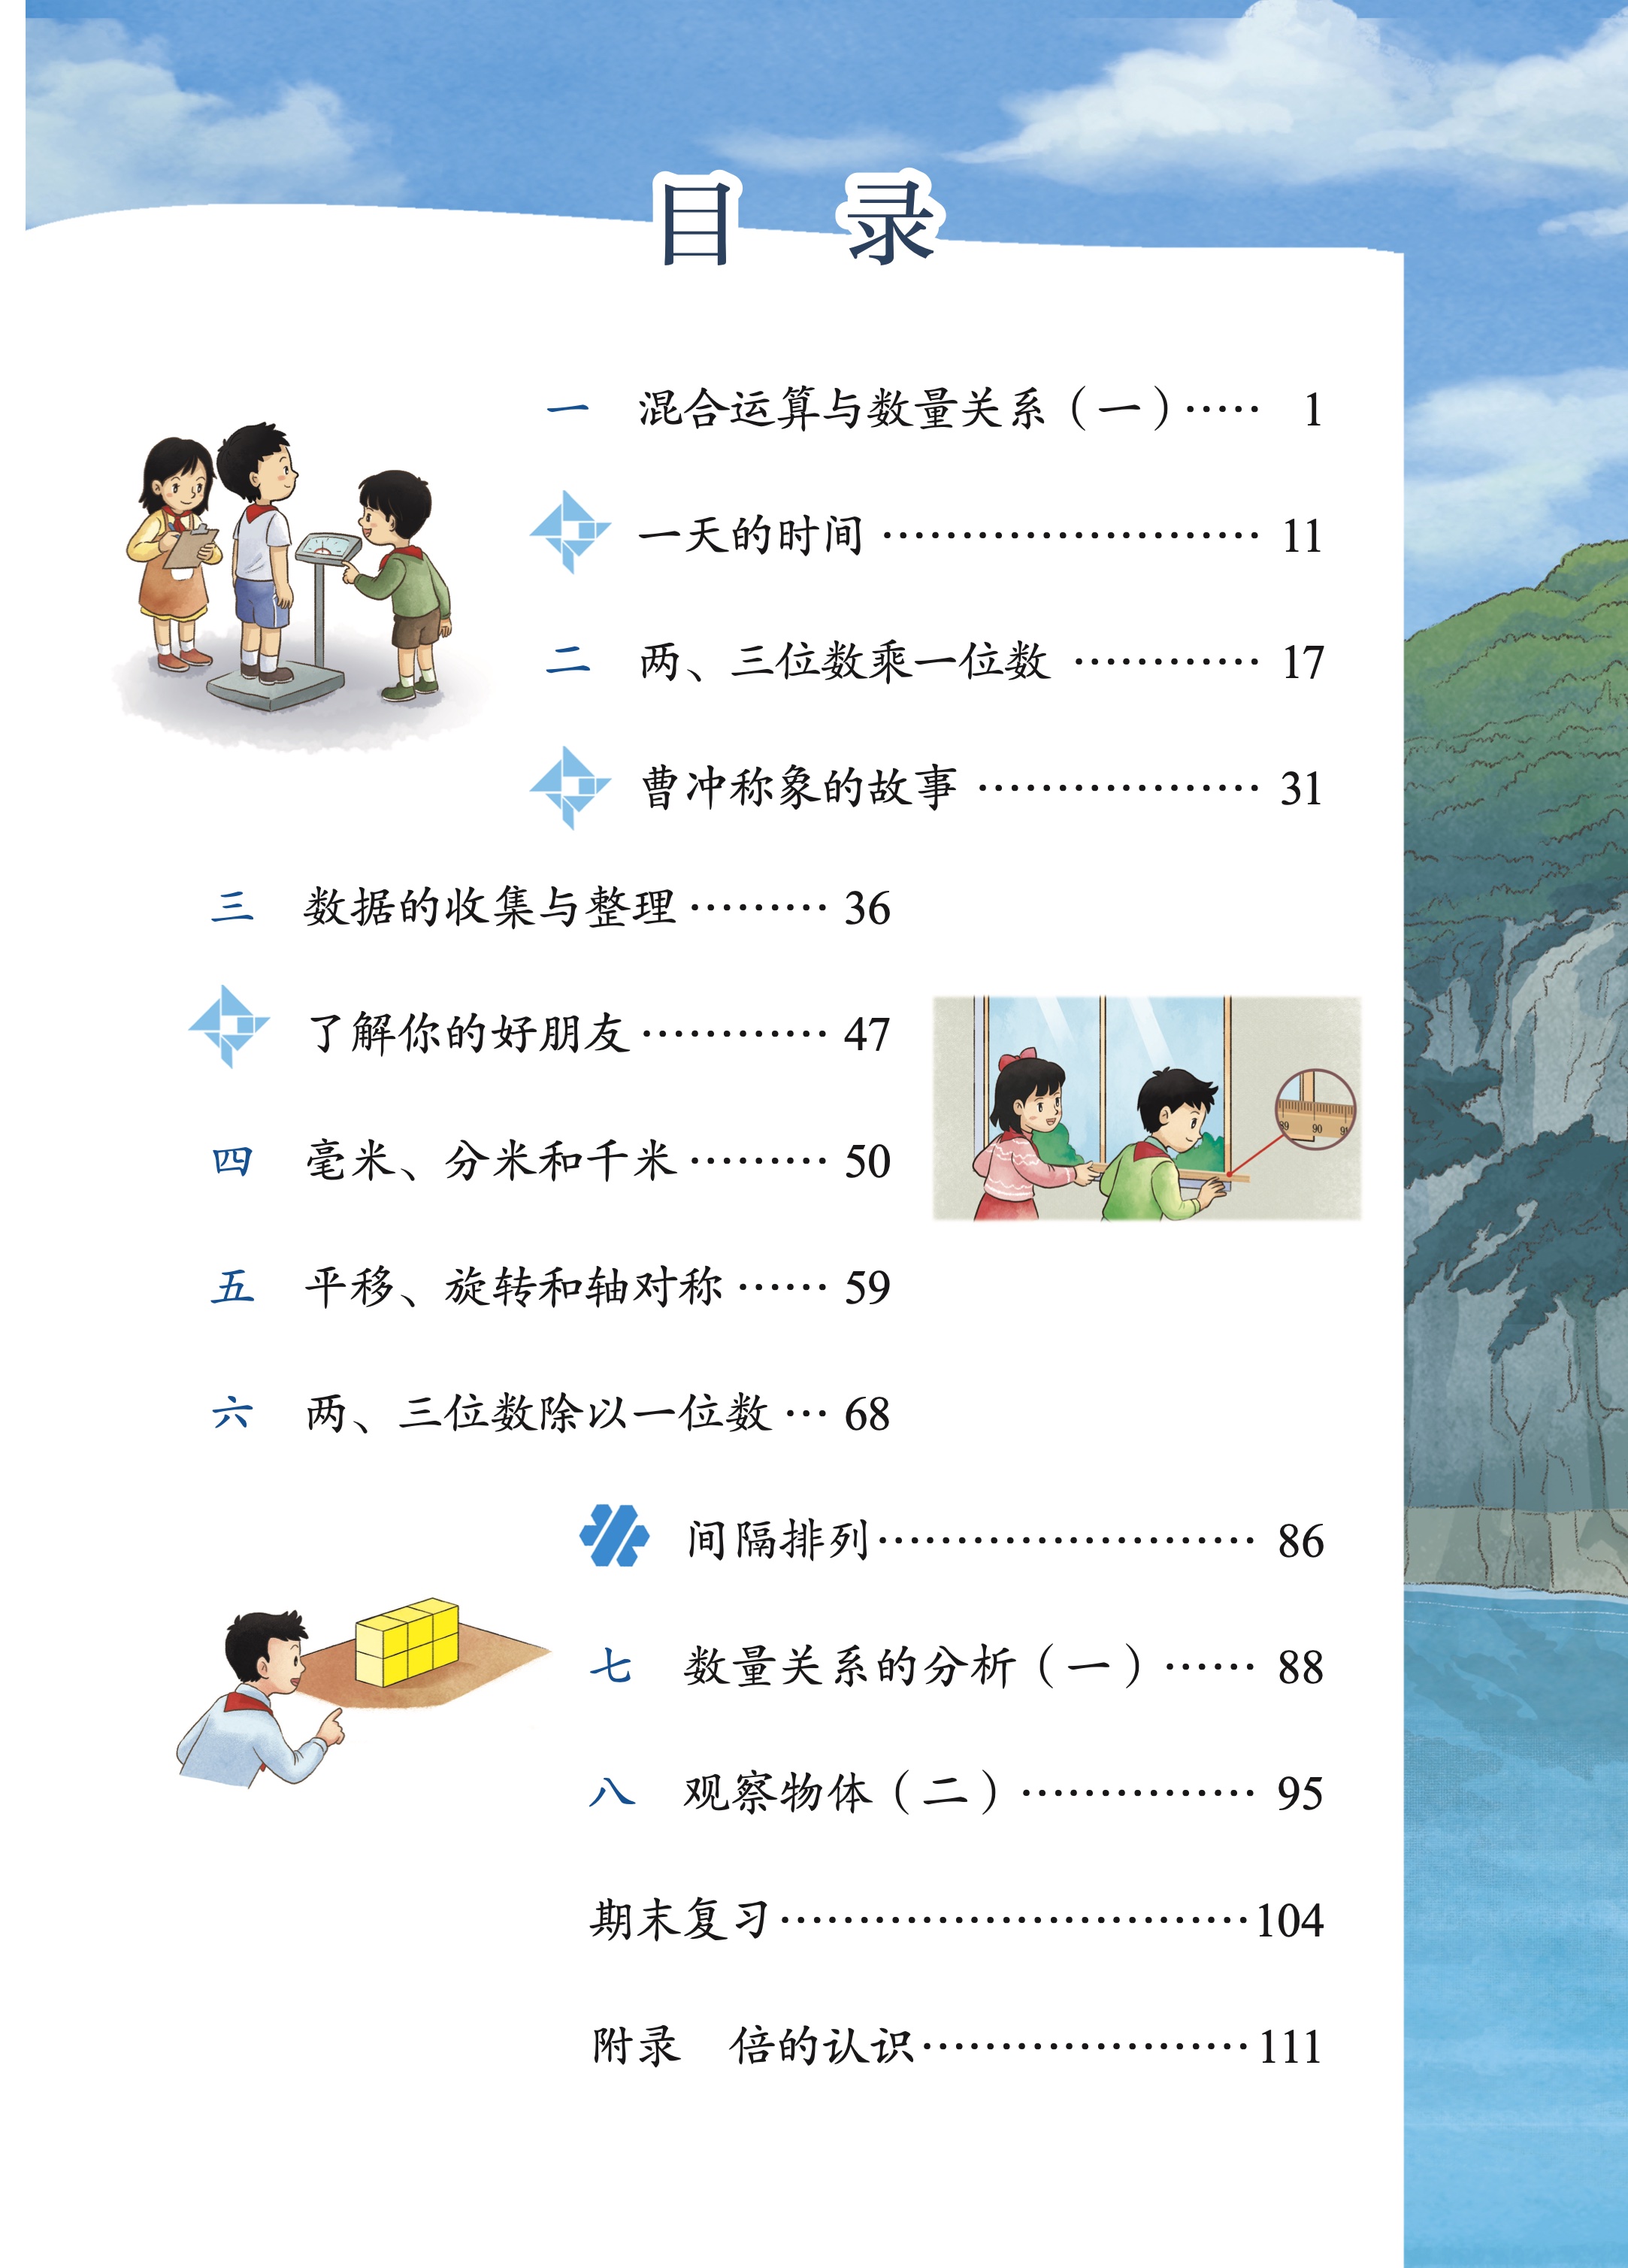 目 录
一 混合运算与数量关系（一）····· 1
一天的时间 ························ 11
二 两、三位数乘一位数 ············ 17
曹冲称象的故事 ·················· 31
三 数据的收集与整理 ········· 36
了解你的好朋友 ············ 47
四 毫米、分米和千米 ········· 50
89 90 91
五 平移、旋转和轴对称 ······ 59
六 两、三位数除以一位数 ··· 68
间隔排列 ························ 86
七 数量关系的分析（一）······ 88
八 观察物体（二）··············· 95
期末复习 ······························ 104
附录 倍的认识 ····················· 111